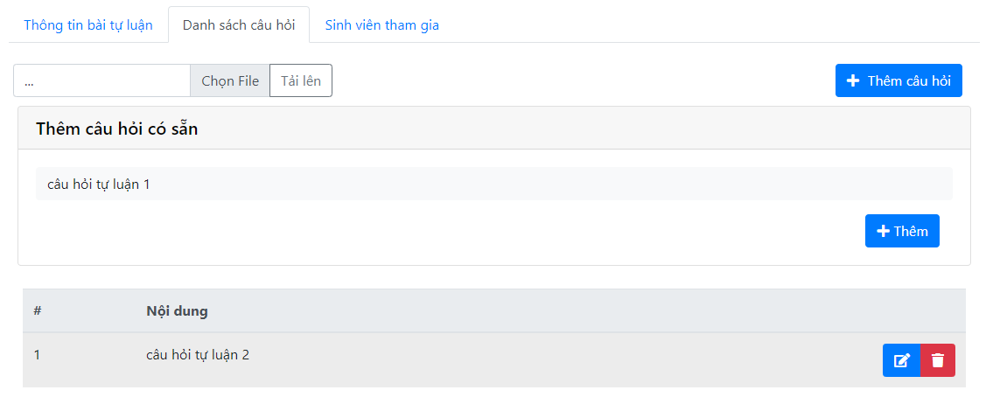 Thông tin bài tự luận Danh sách câu hỏi Sinh viên tham gia
... Chọn File Tải lên Thêm câu hỏi
Thêm câu hỏi có sẵn
câu hỏi tự luận 1
Thêm
# Nội dung
1 câu hỏi tự luận 2